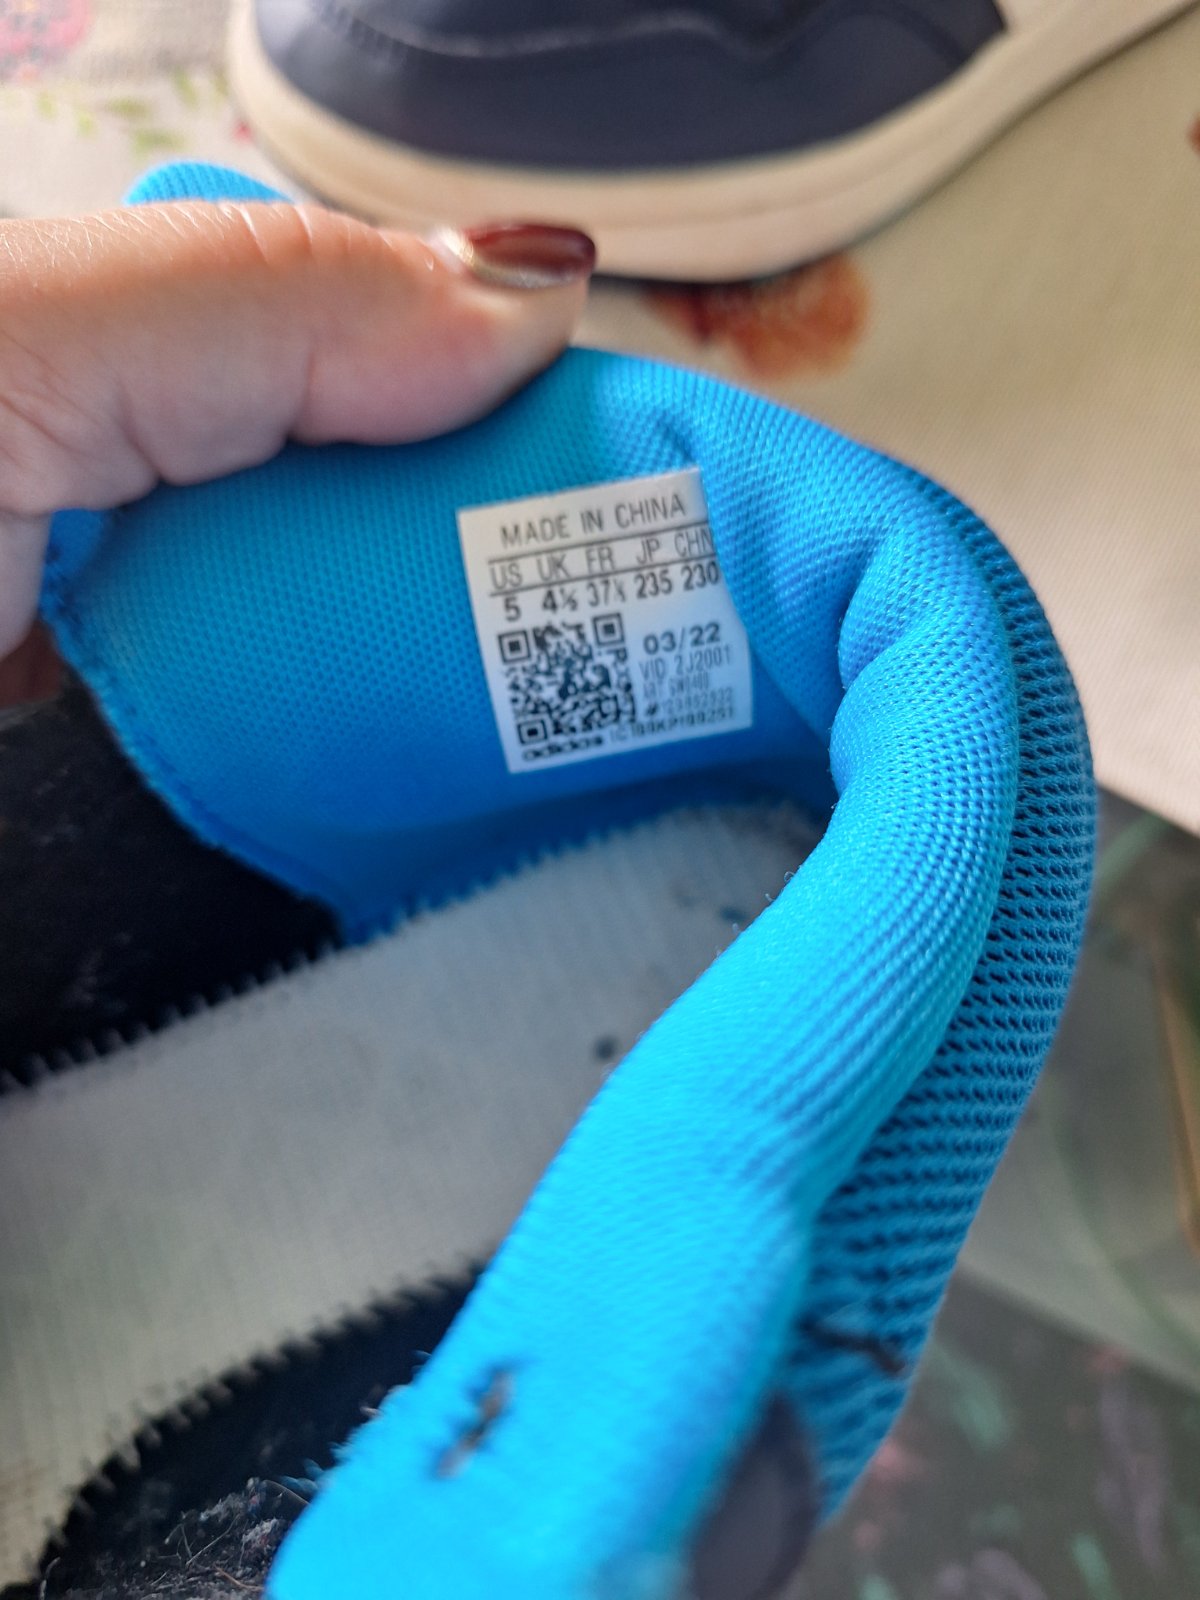 MADE IN CHINA
US UK FR JP CHN
5 4½ 37⅓ 235 230
03/22
VID 2J2001
adidas